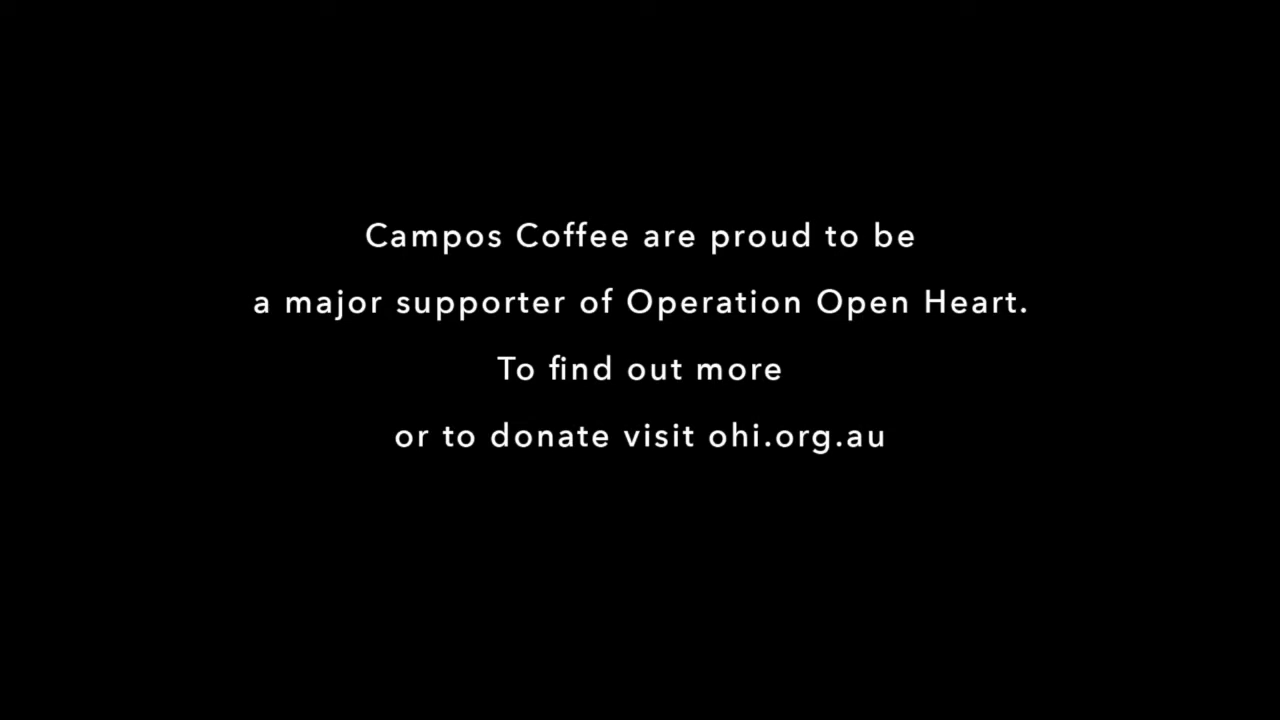 Campos Coffee are proud to be
a major supporter of Operation Open Heart.
To find out more
or to donate visit ohi.org.au